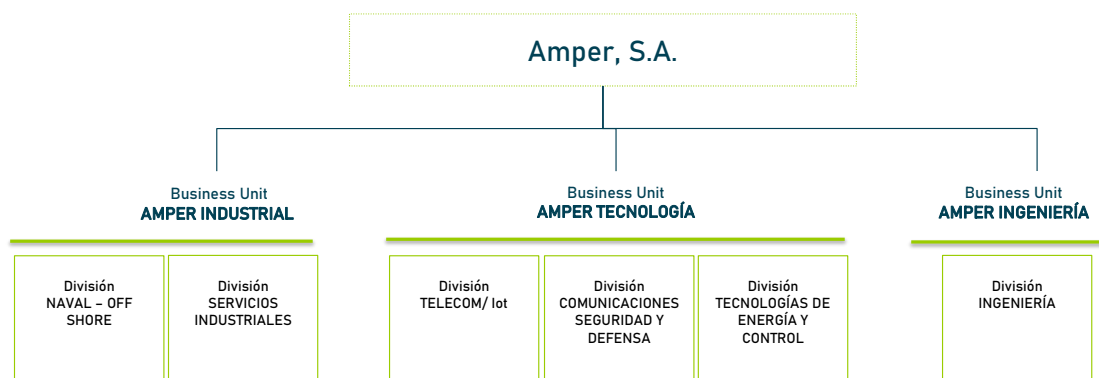 Amper, S.A.
Business Unit
AMPER INDUSTRIAL
Business Unit
AMPER TECNOLOGÍA
Business Unit
AMPER INGENIERÍA
División
NAVAL – OFF
SHORE
División
SERVICIOS
INDUSTRIALES
División
TELECOM/ Iot
División
COMUNICACIONES
SEGURIDAD Y
DEFENSA
División
TECNOLOGÍAS DE
ENERGÍA Y
CONTROL
División
INGENIERÍA